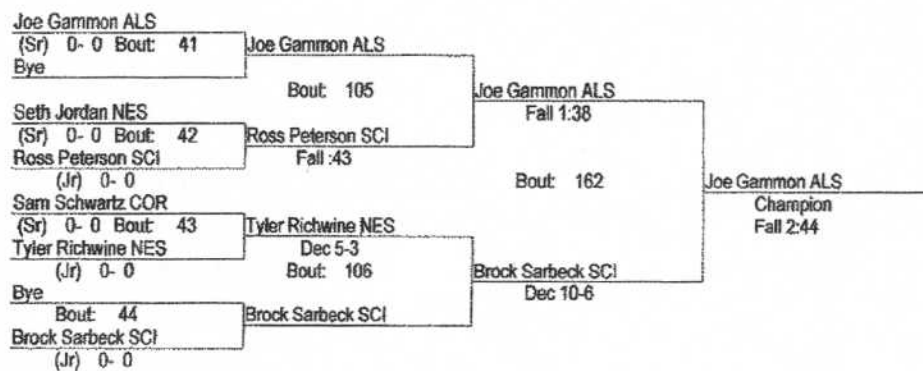 Joe Gammon ALS
(Sr) 0- 0 Bout: 41
Bye
Joe Gammon ALS
Bout: 105
Seth Jordan NES
(Sr) 0- 0 Bout: 42
Ross Peterson SCI
(Jr) 0- 0
Ross Peterson SCI
Fall :43
Joe Gammon ALS
Fall 1:38
Bout: 162
Sam Schwartz COR
(Sr) 0- 0 Bout: 43
Tyler Richwine NES
(Jr) 0- 0
Tyler Richwine NES
Dec 5-3
Bout: 106
Bye
Bout: 44
Brock Sarbeck SCI
(Jr) 0- 0
Brock Sarbeck SCI
Brock Sarbeck SCI
Dec 10-6
Joe Gammon ALS
Champion
Fall 2:44